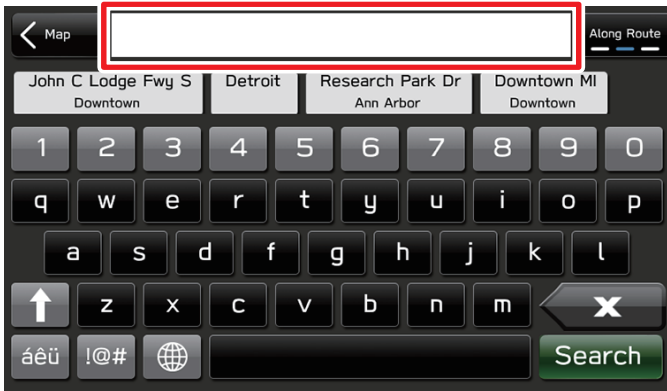 Map
Along Route
John C Lodge Fwy S Detroit Research Park Dr Downtown MI
Downtown Ann Arbor Downtown
1 2 3 4 5 6 7 8 9 0
q w e r t y u i o p
a s d f g h j k l
z x c v b n m X
áêü !@# Search